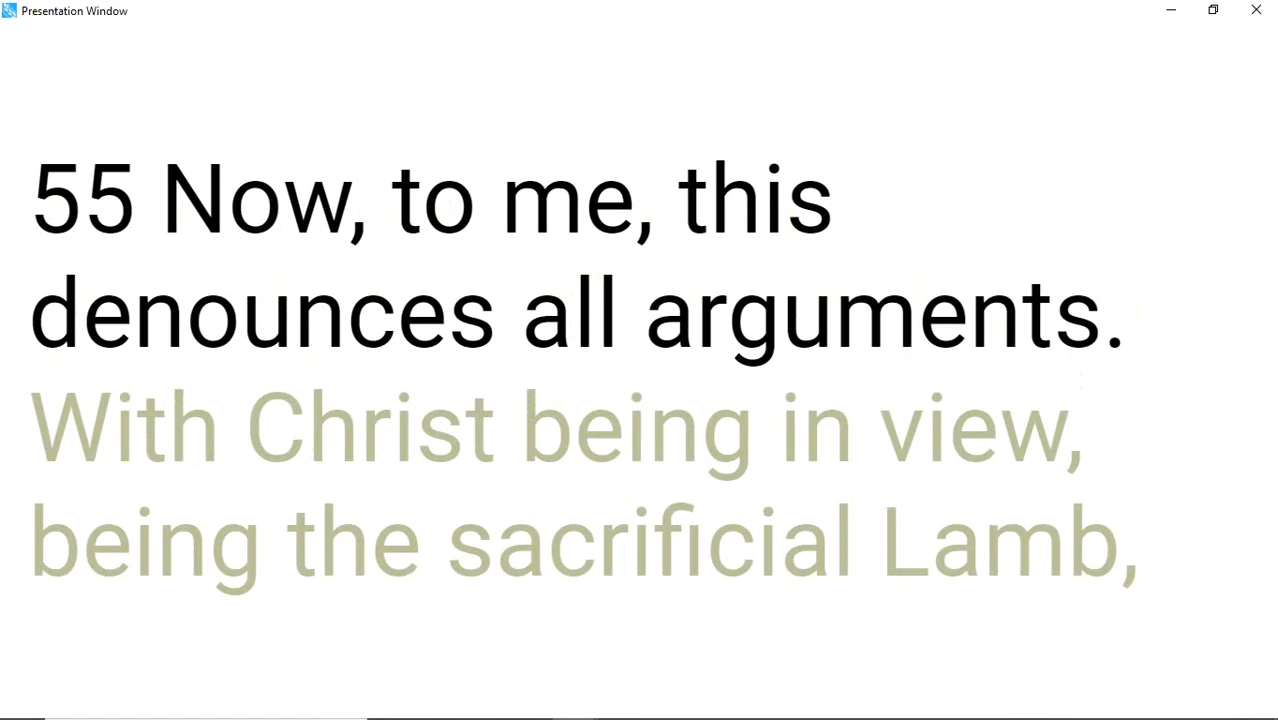 Presentation Window
55 Now, to me, this
denounces all arguments.
With Christ being in view,
being the sacrificial Lamb,